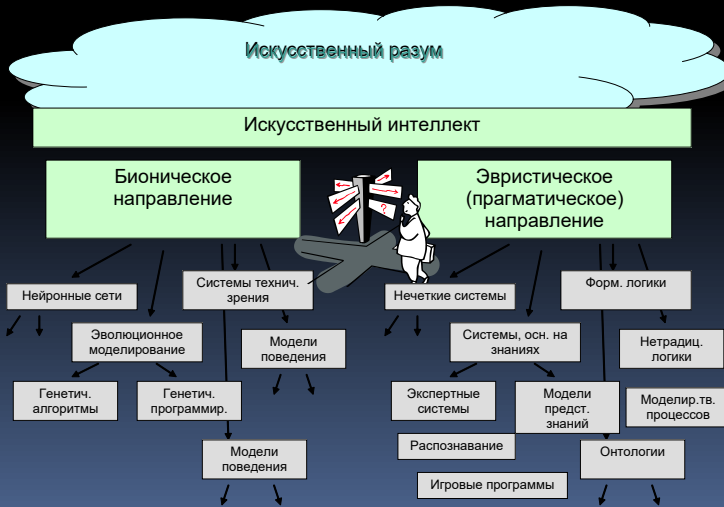 Искусственный разум
Искусственный интеллект
Бионическое
направление
Эвристическое
(прагматическое)
направление
?
Нейронные сети
Системы технич.
зрения
Нечеткие системы
Форм. логики
Эволюционное
моделирование
Модели
поведения
Системы, осн. на
знаниях
Нетрадиц.
логики
Генетич.
алгоритмы
Генетич.
программир.
Экспертные
системы
Модели
предст.
знаний
Моделир.тв.
процессов
Модели
поведения
Распознавание
Онтологии
Игровые программы